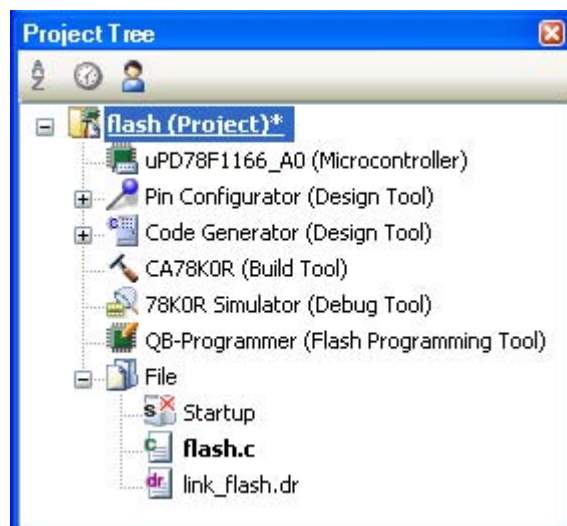 Project Tree
flash (Project)*
uPD78F1166_A0 (Microcontroller)
Pin Configurator (Design Tool)
Code Generator (Design Tool)
CA78K0R (Build Tool)
78K0R Simulator (Debug Tool)
QB-Programmer (Flash Programming Tool)
File
Startup
flash.c
link_flash.dr